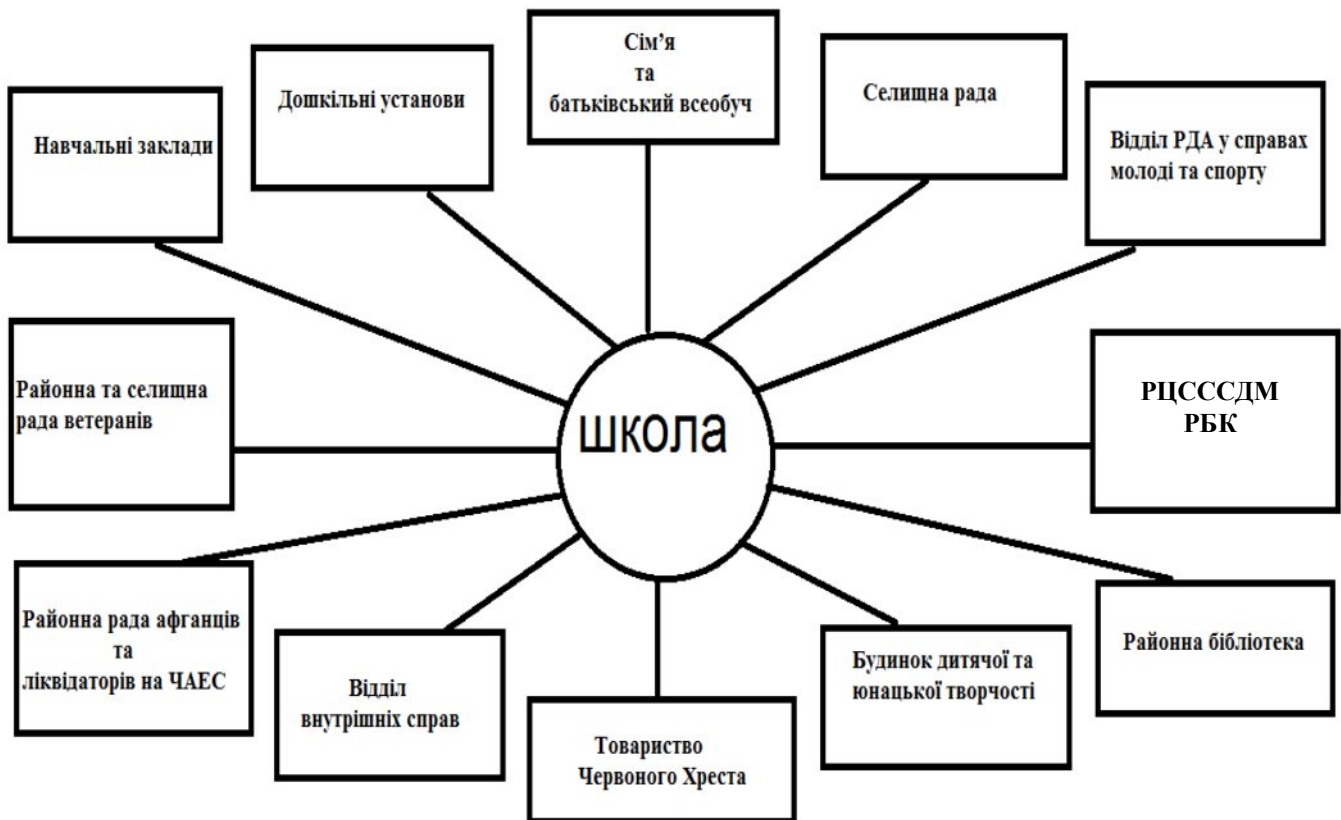 Сім’я
та
батьківський всеобуч
Дошкільні установи
Селищна рада
Навчальні заклади
Відділ РДА у справах
молоді та спорту
Районна та селищна
рада ветеранів
школа
РЦСССДМ
РБК
Районна рада афганців
та
ліквідаторів на ЧАЕС
Відділ
внутрішніх справ
Товариство
Червоного Хреста
Будинок дитячої та
юнацької творчості
Районна бібліотека